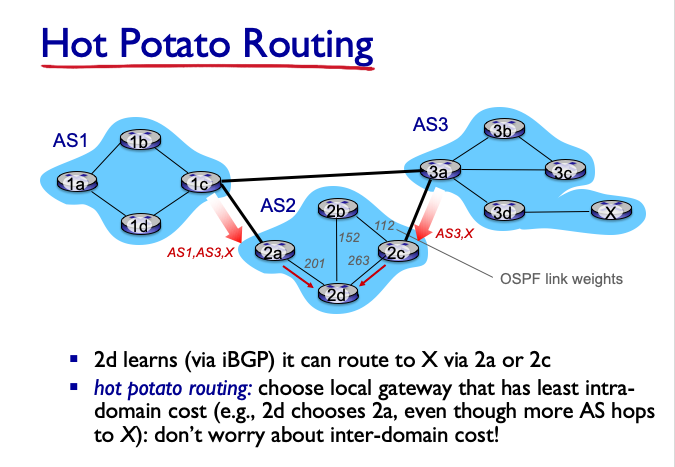 Hot Potato Routing
AS1
1b
1a
1c
1d
AS3
3b
3a
3c
3d
X
AS2
2b
112
152
2a
2c
201
263
2d
AS1,AS3,X
AS3,X
OSPF link weights
2d learns (via iBGP) it can route to X via 2a or 2c
hot potato routing: choose local gateway that has least intra-
domain cost (e.g., 2d chooses 2a, even though more AS hops
to X): don’t worry about inter-domain cost!